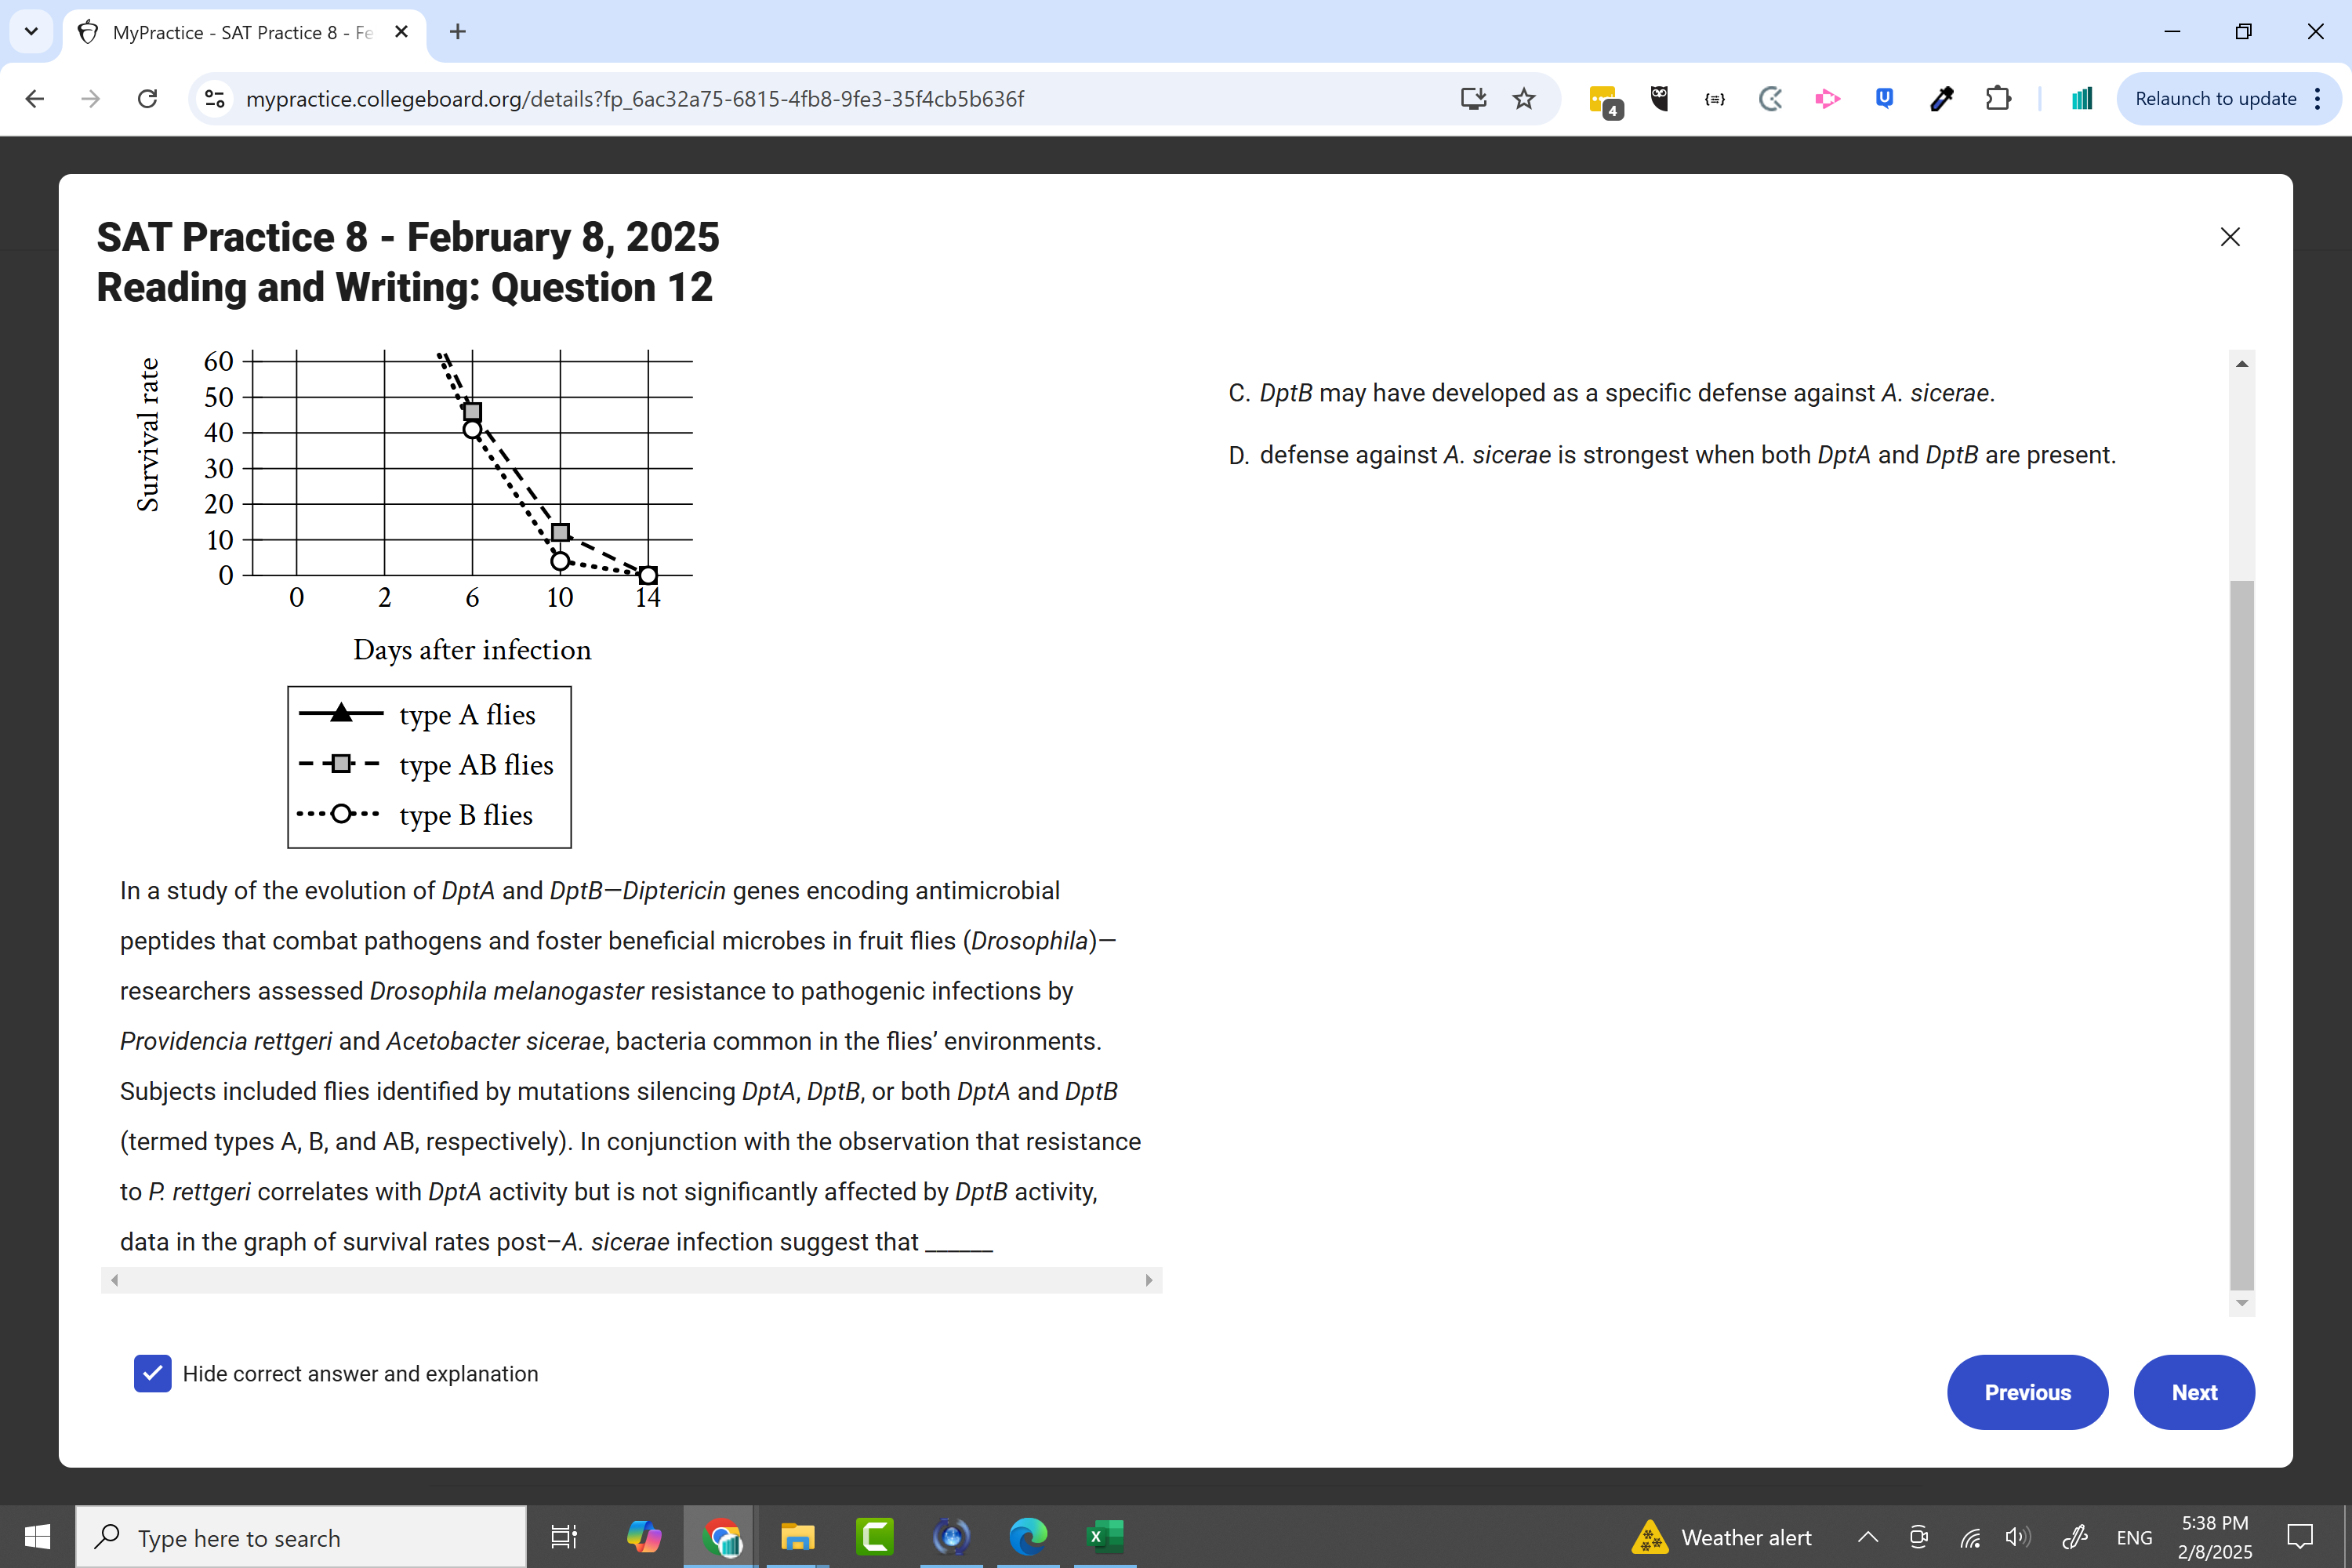 MyPractice - SAT Practice 8 - Fe
mypractice.collegeboard.org/details?fp_6ac32a75-6815-4fb8-9fe3-35f4cb5b636f
4
Relaunch to update
SAT Practice 8 - February 8, 2025
Reading and Writing: Question 12
Survival rate
60
50
40
30
20
10
0
0 2 6 10 14
Days after infection
type A flies
type AB flies
type B flies
In a study of the evolution of DptA and DptB—Diptericin genes encoding antimicrobial
peptides that combat pathogens and foster beneficial microbes in fruit flies (Drosophila)—
researchers assessed Drosophila melanogaster resistance to pathogenic infections by
Providencia rettgeri and Acetobacter sicerae, bacteria common in the flies’ environments.
Subjects included flies identified by mutations silencing DptA, DptB, or both DptA and DptB
(termed types A, B, and AB, respectively). In conjunction with the observation that resistance
to P. rettgeri correlates with DptA activity but is not significantly affected by DptB activity,
data in the graph of survival rates post–A. sicerae infection suggest that ______
C. DptB may have developed as a specific defense against A. sicerae.
D. defense against A. sicerae is strongest when both DptA and DptB are present.
Hide correct answer and explanation
Previous
Next
Type here to search
Weather alert
ENG
5:38 PM
2/8/2025